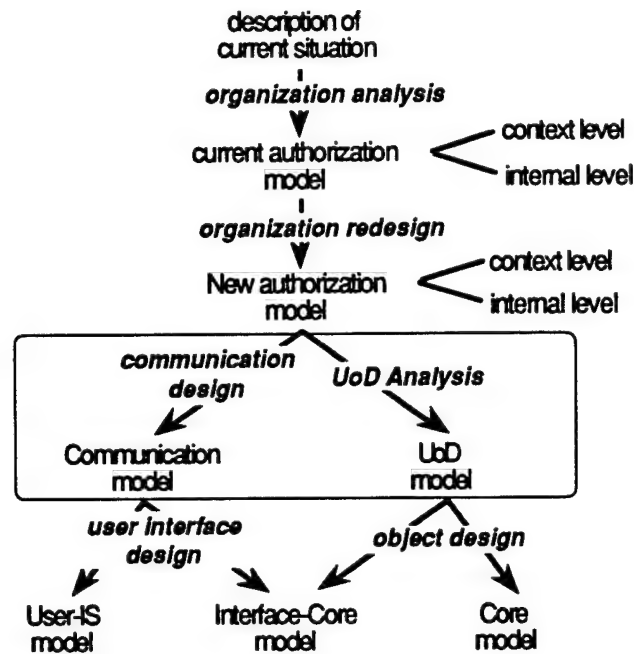 description of
current situation
organization analysis
current authorization
model
context level
internal level
organization redesign
New authorization
model
context level
internal level
communication
design
UoD Analysis
Communication
model
UoD
model
user interface
design
object design
User-IS
model
Interface-Core
model
Core
model